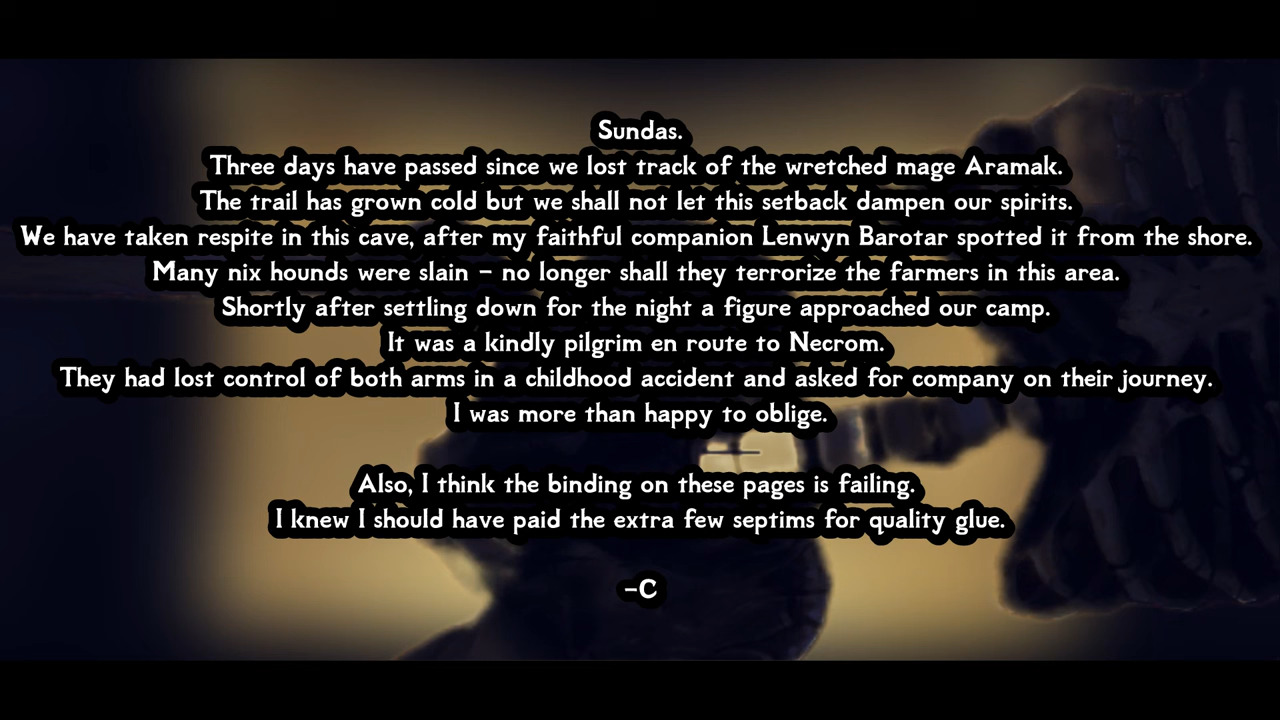 Sundas.
Three days have passed since we lost track of the wretched mage Aramak.
The trail has grown cold but we shall not let this setback dampen our spirits.
We have taken respite in this cave, after my faithful companion Lenwyn Barotar spotted it from the shore.
Many nix hounds were slain – no longer shall they terrorize the farmers in this area.
Shortly after settling down for the night a figure approached our camp.
It was a kindly pilgrim en route to Necrom.
They had lost control of both arms in a childhood accident and asked for company on their journey.
I was more than happy to oblige.
Also, I think the binding on these pages is failing.
I knew I should have paid the extra few septims for quality glue.
–C